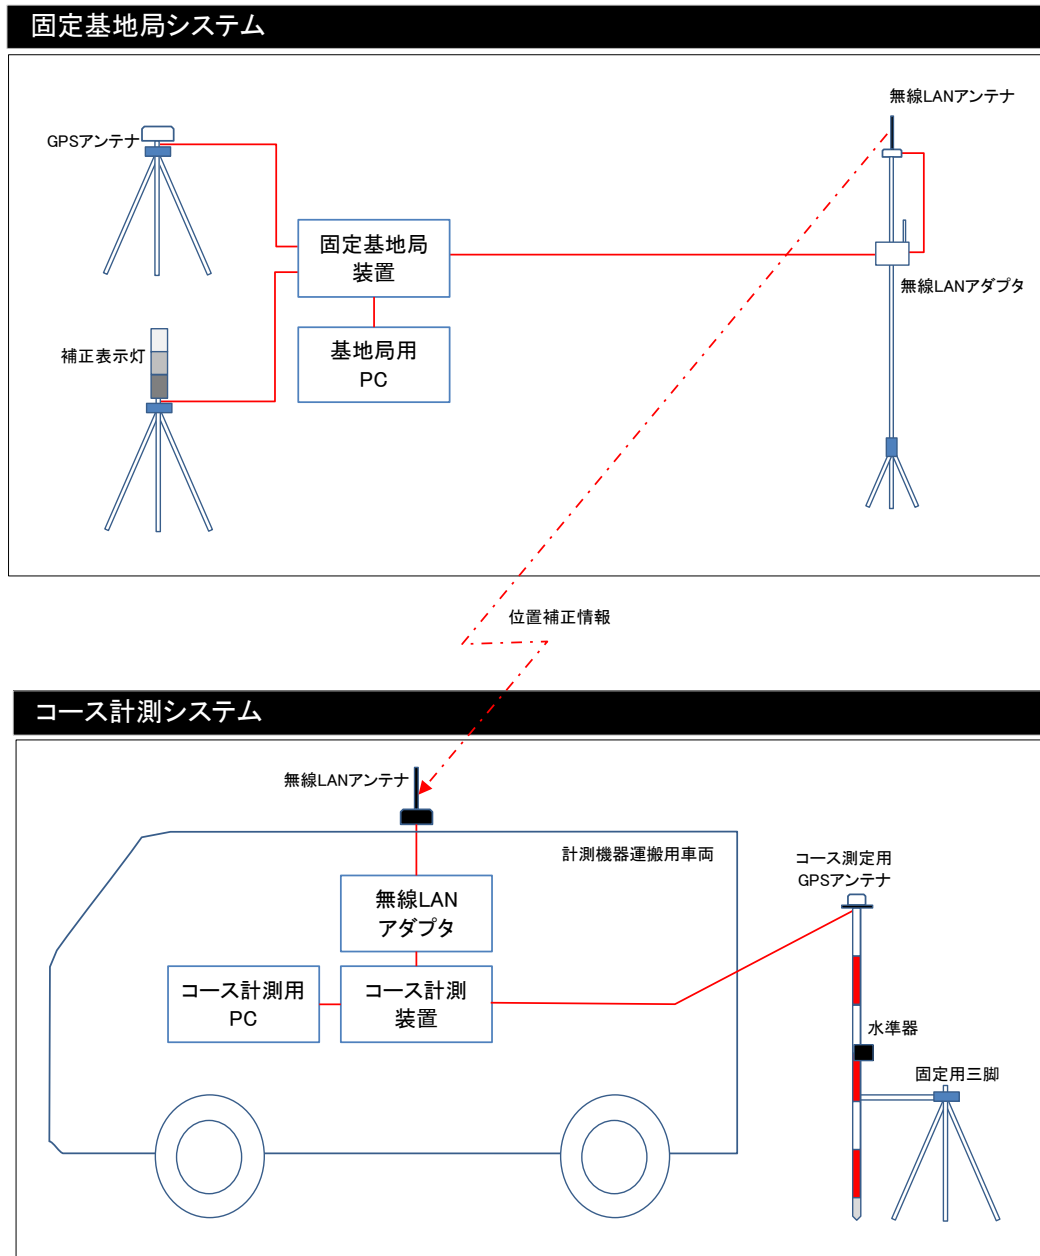 固定基地局システム
無線LANアンテナ
GPSアンテナ
固定基地局
装置
無線LANアダプタ
補正表示灯
基地局用
PC
位置補正情報
コース計測システム
無線LANアンテナ
計測機器運搬用車両
コース測定用
GPSアンテナ
無線LAN
アダプタ
コース計測用
PC
コース計測
装置
水準器
固定用三脚